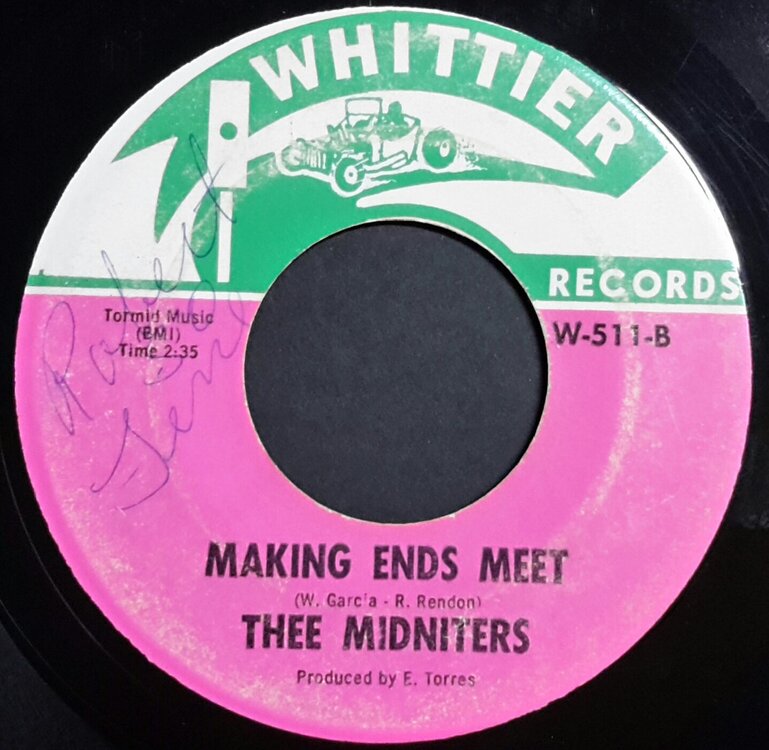 WHITTIER
RECORDS
Robert
Tormid Music
(BMI)
Time 2:35
W-511-B
MAKING ENDS MEET
(W. Garcia - R. Rendon)
THEE MIDNITERS
Produced by E. Torres